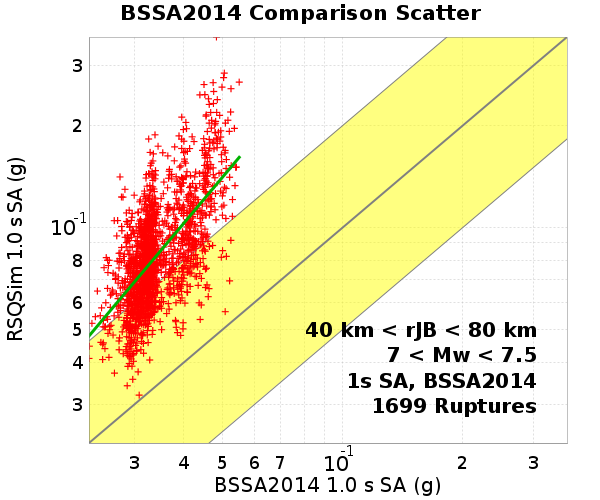 BSSA2014 Comparison Scatter
RSQSim 1.0 s SA (g)
3
2
10-1
8
6
5
4
3
40 km < rJB < 80 km
7 < Mw < 7.5
1s SA, BSSA2014
1699 Ruptures
3 4 5 6 7 10-1 2 3
BSSA2014 1.0 s SA (g)